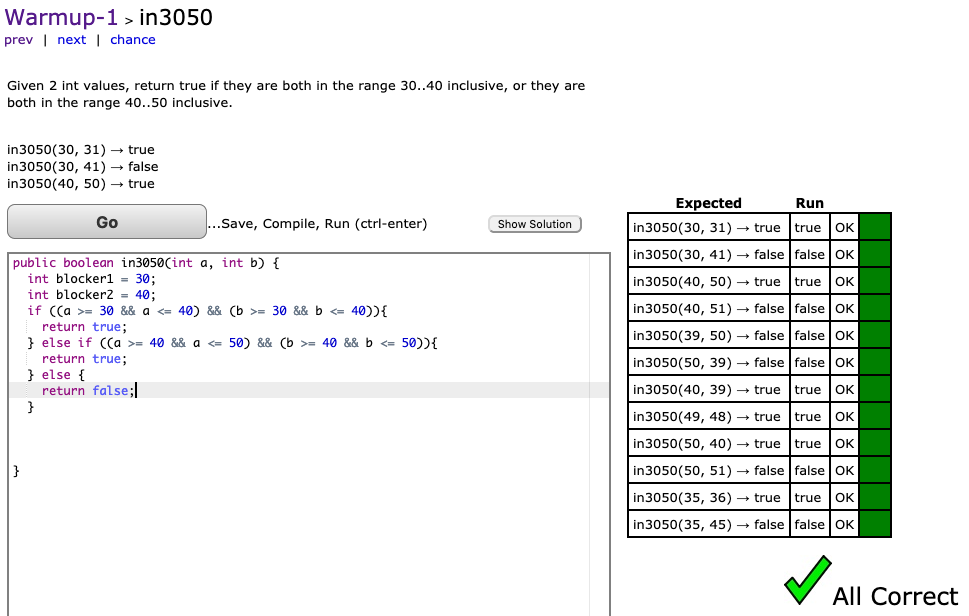 Warmup-1 > in3050
prev | next | chance
Given 2 int values, return true if they are both in the range 30..40 inclusive, or they are
both in the range 40..50 inclusive.
in3050(30, 31) → true
in3050(30, 41) → false
in3050(40, 50) → true
Go ...Save, Compile, Run (ctrl-enter) Show Solution
public boolean in3050(int a, int b) {
  int blocker1 = 30;
  int blocker2 = 40;
  if ((a >= 30 && a <= 40) && (b >= 30 && b <= 40)){
    return true;
  } else if ((a >= 40 && a <= 50) && (b >= 40 && b <= 50)){
    return true;
  } else {
    return false;
  }
}
Expected Run
in3050(30, 31) → true true OK
in3050(30, 41) → false false OK
in3050(40, 50) → true true OK
in3050(40, 51) → false false OK
in3050(39, 50) → false false OK
in3050(50, 39) → false false OK
in3050(40, 39) → true true OK
in3050(49, 48) → true true OK
in3050(50, 40) → true true OK
in3050(50, 51) → false false OK
in3050(35, 36) → true true OK
in3050(35, 45) → false false OK
All Correct